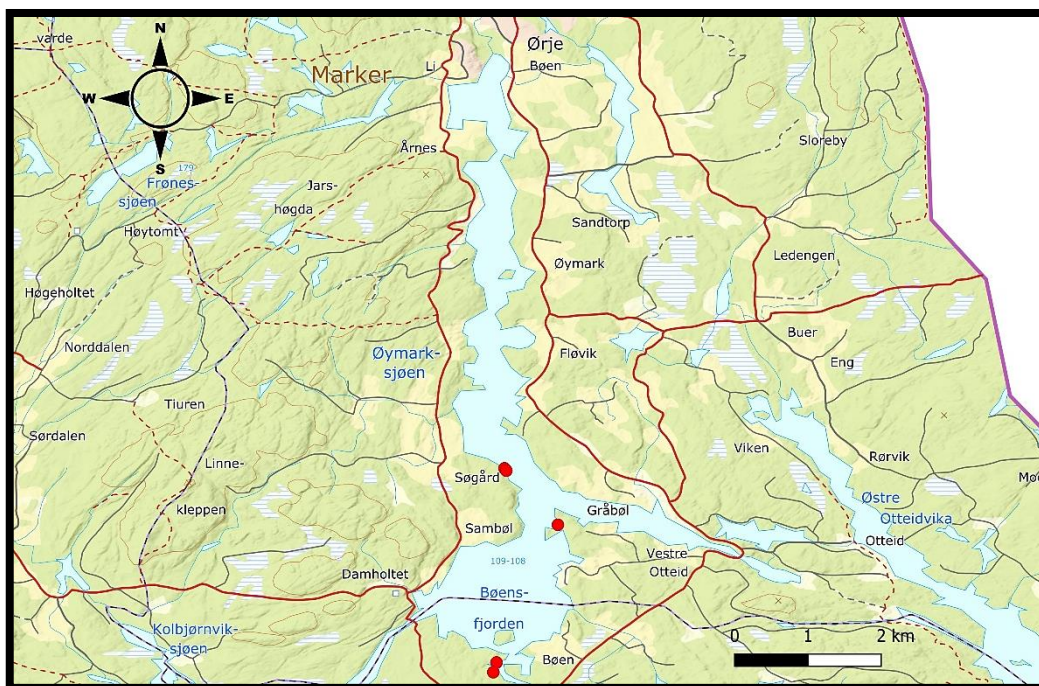 varde
N
W
E
S
Marker
Li
Ørje
Bøen
Årnes
179
Frønes-
sjøen
Jars-
høgda
Høytomt
Sloreby
Sandtorp
Øymark
Ledengen
Høgeholtet
Norddalen
Øymark-
sjøen
Fløvik
Buer
Eng
Tiuren
Sørdalen
Linne-
kleppen
Søgård
Viken
Rørvik
Østre
Otteidvika
Gråbøl
Sambøl
Otteid
Vestre
Otteid
109-108
Damholtet
Bøens-
fjorden
Kolbjørnvik-
sjøen
Bøen
0 1 2 km